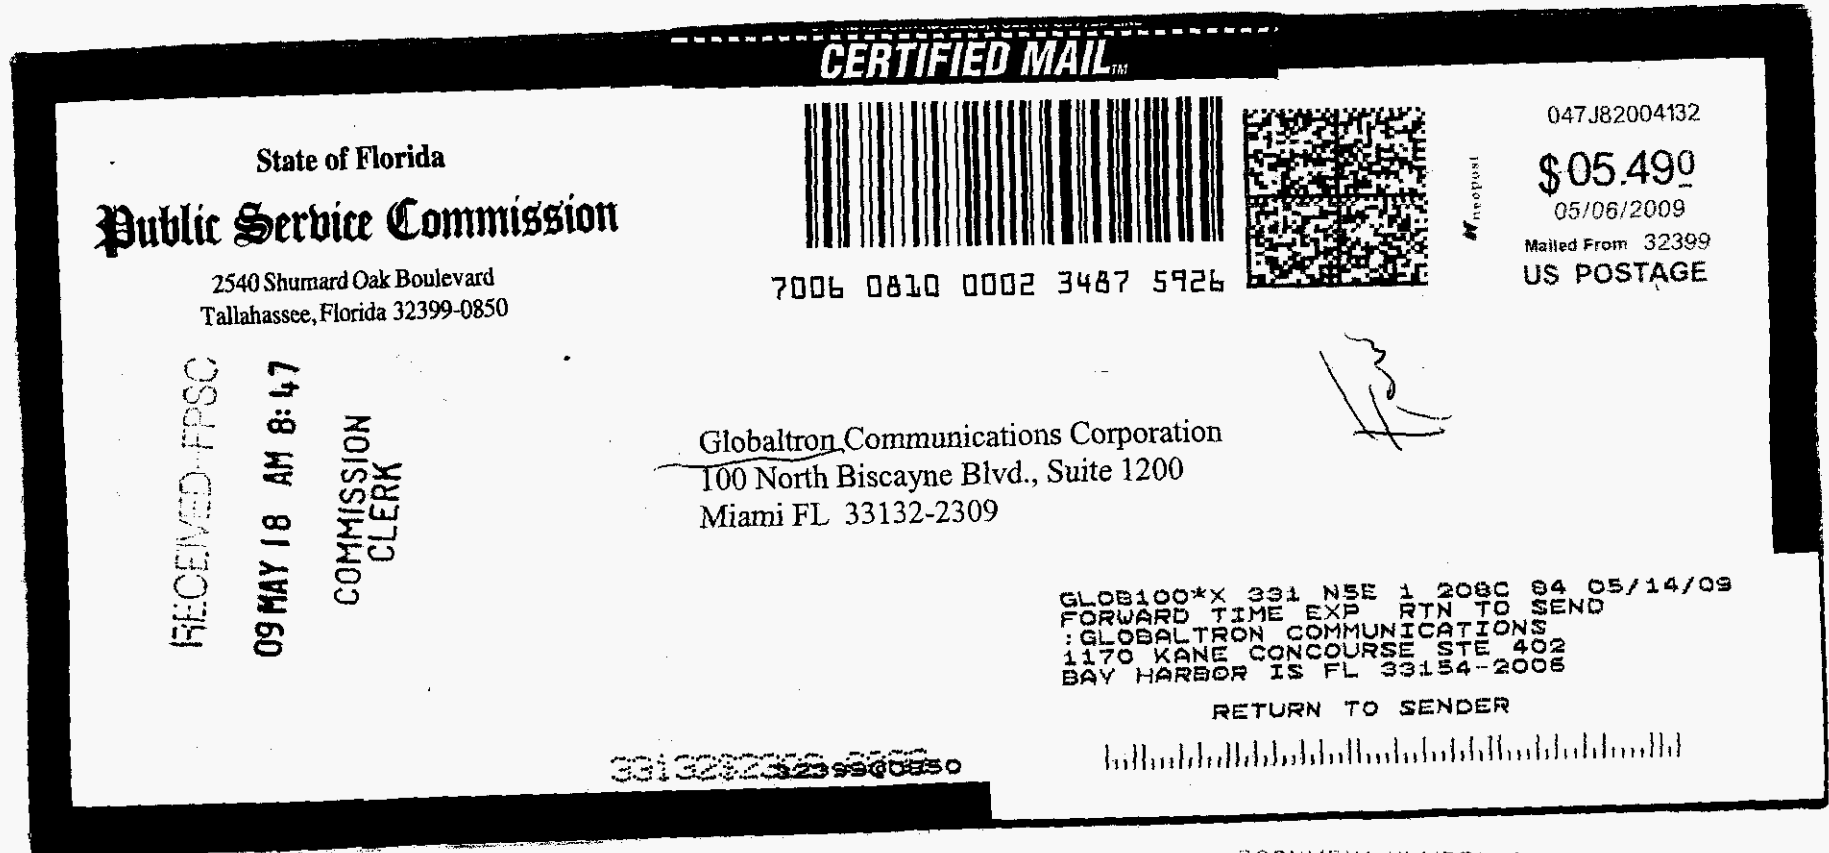 CERTIFIED MAIL™
State of Florida
Public Service Commission
2540 Shumard Oak Boulevard
Tallahassee, Florida 32399-0850
7006 0810 0002 3487 5926
neopost
047J82004132
$05.490
05/06/2009
Mailed From 32399
US POSTAGE
RECEIVED-FPSC
09 MAY 18 AM 8:47
COMMISSION
CLERK
Globaltron Communications Corporation
100 North Biscayne Blvd., Suite 1200
Miami FL 33132-2309
GLOB100*X 331 NSE 1 208C 84 05/14/09
FORWARD TIME EXP RTN TO SEND
:GLOBALTRON COMMUNICATIONS
1170 KANE CONCOURSE STE 402
BAY HARBOR IS FL 33154-2006
RETURN TO SENDER